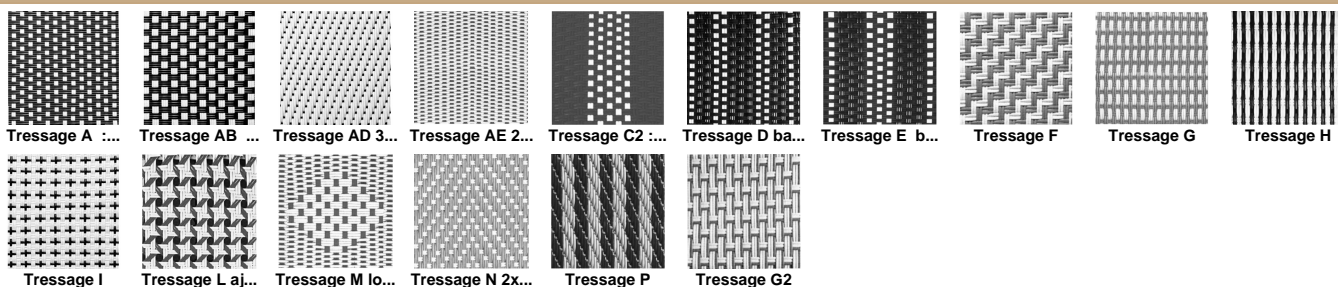 Tressage A :...
Tressage AB ...
Tressage AD 3...
Tressage AE 2...
Tressage C2 :...
Tressage D ba...
Tressage E b...
Tressage F
Tressage G
Tressage H
Tressage I
Tressage L aj...
Tressage M lo...
Tressage N 2x...
Tressage P
Tressage G2